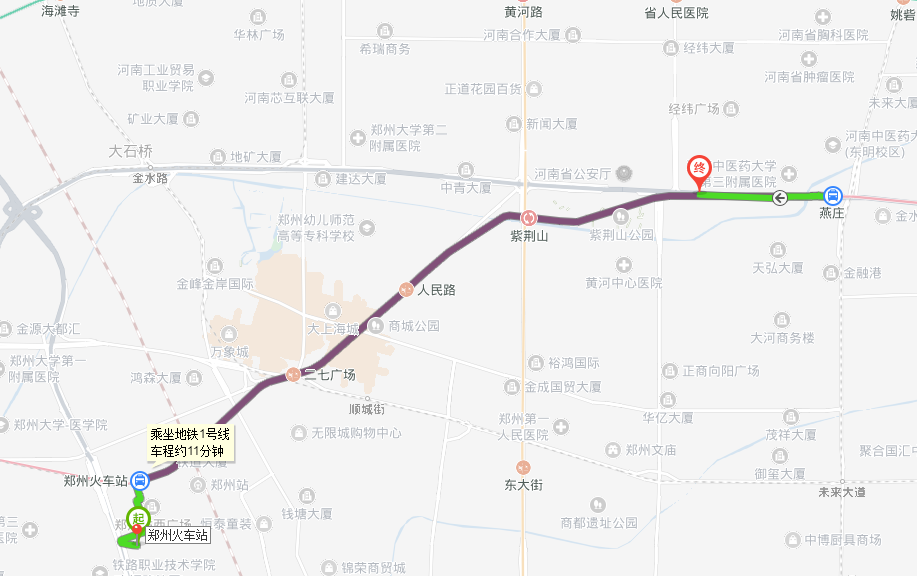 海滩寺
地质大厦
黄河路
省人民医院
姚砦
华林广场
河南合作大厦
河南省胸科医院
希瑞商务
经纬大厦
河南工业贸易
职业学院
河南芯互联大厦
正道花园百货
河南省肿瘤医院
未来大厦
经纬广场
矿业大厦
郑州大学第二
附属医院
新闻大厦
河南中医药大
(东明校区)
大石桥
地矿大厦
金水路
建达大厦
中青大厦
河南省公安厅
终
中医药大学
第三附属医院
燕庄
金水
郑州幼儿师范
高等专科学校
紫荆山
紫荆山公园
金峰金岸国际
人民路
黄河中心医院
天弘大厦
金融港
金源大都汇
大上海城
商城公园
大河商务楼
万象城
郑州大学第一
附属医院
鸿森大厦
二七广场
裕鸿国际
金成国贸大厦
正商向阳广场
顺城街
郑州大学-医学院
乘坐地铁1号线
车程约11分钟
无限城购物中心
郑州第一
人民医院
华亿大厦
茂祥大厦
郑州文庙
聚合国汇中
御玺大厦
郑州火车站
郑州站
东大街
未来大道
钱塘大厦
起
西广场
恒泰童装
郑州火车站
商都遗址公园
第三
医院
中博厨具商场
铁路职业技术学院
锦荣商贸城